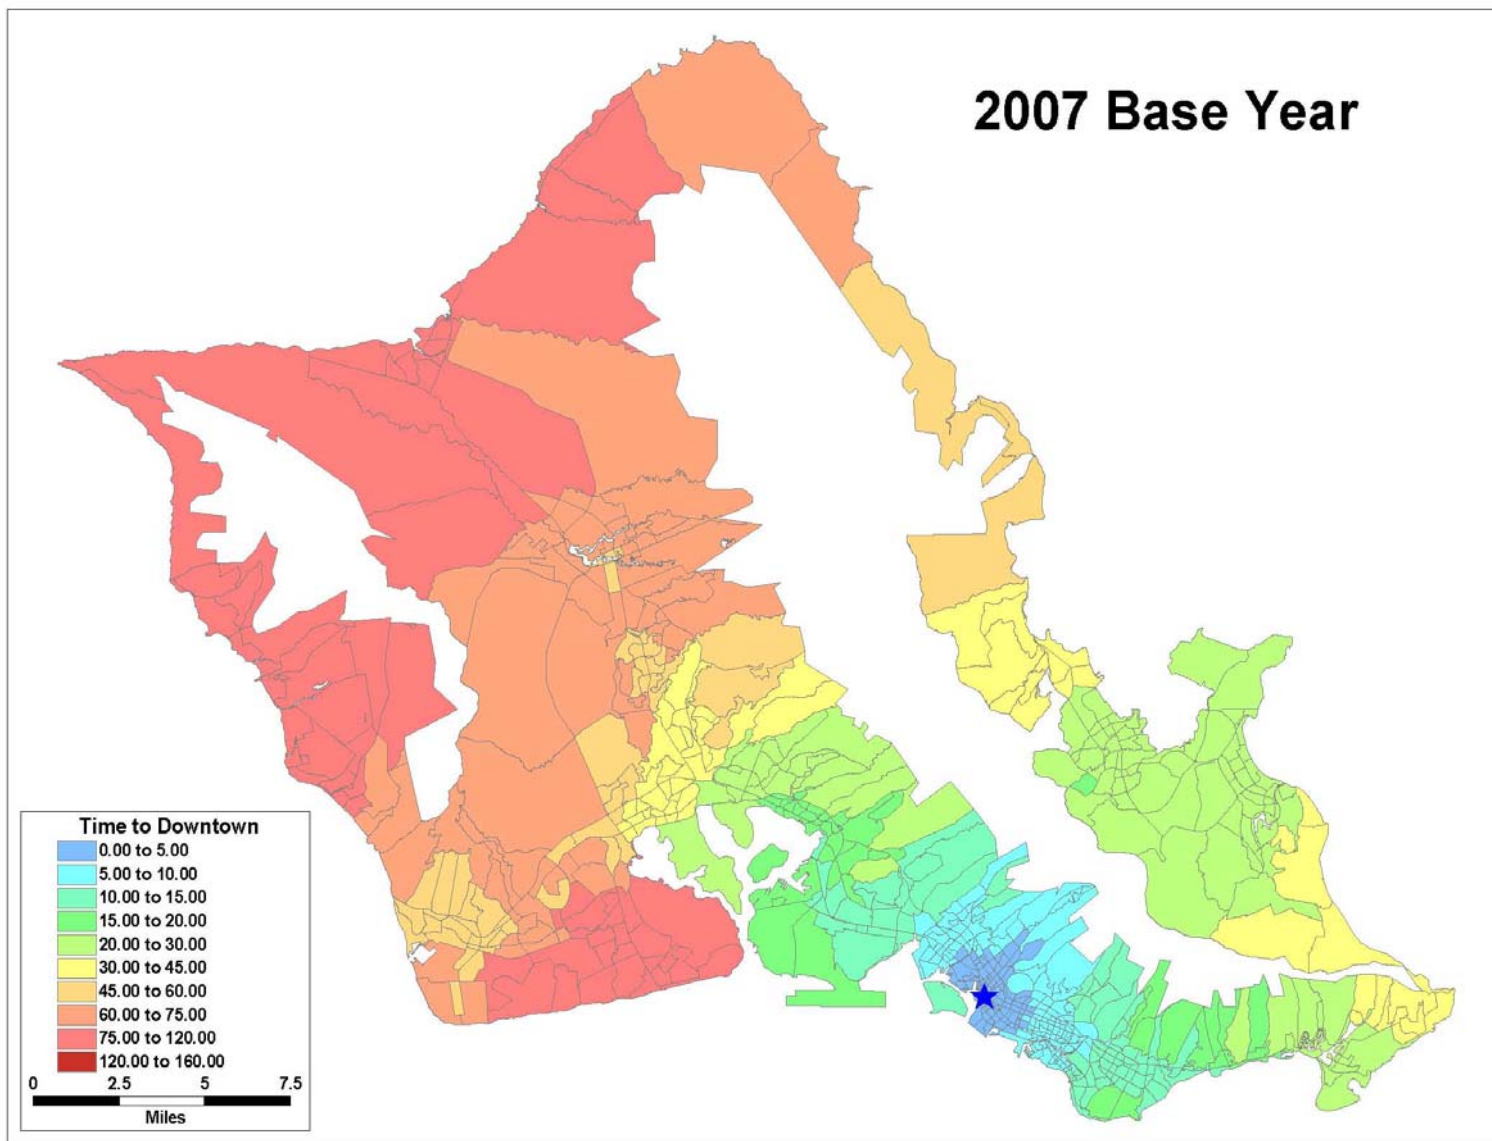 2007 Base Year
Time to Downtown
0.00 to 5.00
5.00 to 10.00
10.00 to 15.00
15.00 to 20.00
20.00 to 30.00
30.00 to 45.00
45.00 to 60.00
60.00 to 75.00
75.00 to 120.00
120.00 to 160.00
0 2.5 5 7.5
Miles